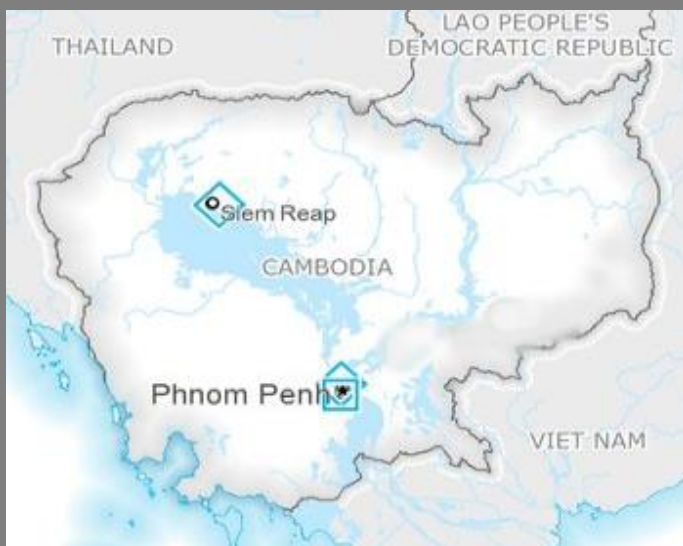 THAILAND
LAO PEOPLE'S
DEMOCRATIC REPUBLIC
Siem Reap
CAMBODIA
Phnom Penh
VIET NAM